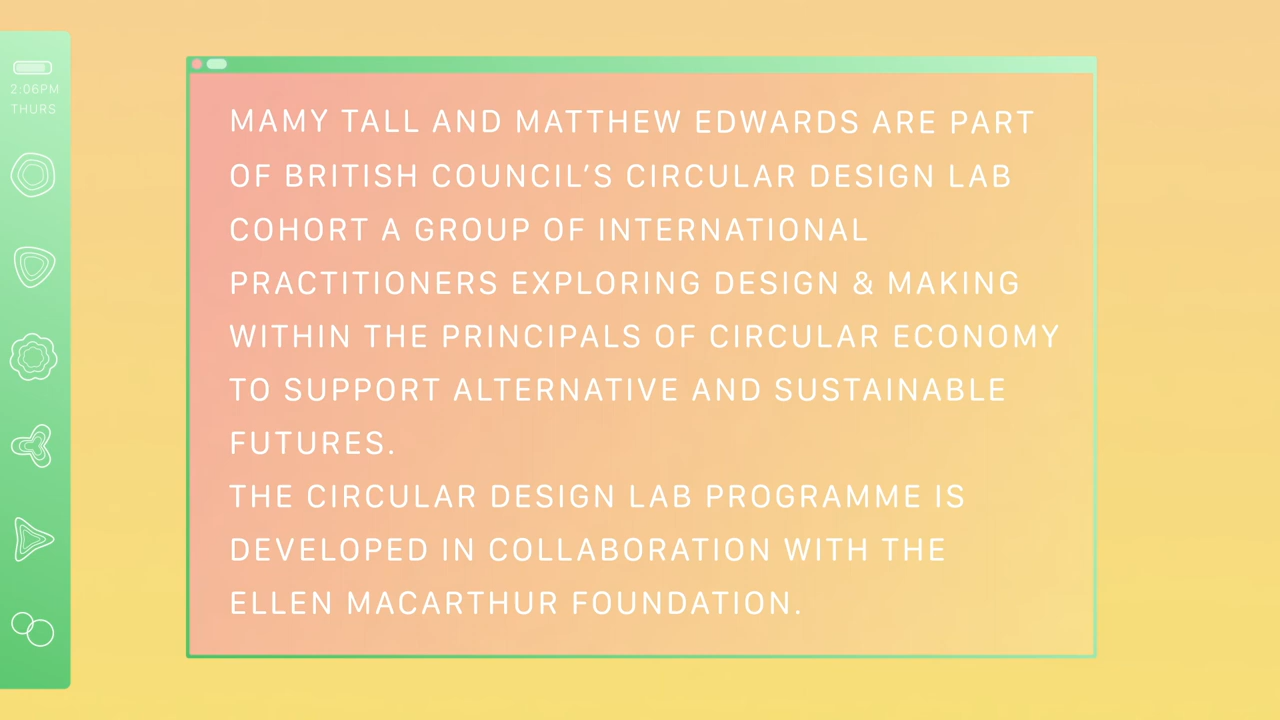 2:06PM
THURS
MAMY TALL AND MATTHEW EDWARDS ARE PART
OF BRITISH COUNCIL'S CIRCULAR DESIGN LAB
COHORT A GROUP OF INTERNATIONAL
PRACTITIONERS EXPLORING DESIGN & MAKING
WITHIN THE PRINCIPALS OF CIRCULAR ECONOMY
TO SUPPORT ALTERNATIVE AND SUSTAINABLE
FUTURES.
THE CIRCULAR DESIGN LAB PROGRAMME IS
DEVELOPED IN COLLABORATION WITH THE
ELLEN MACARTHUR FOUNDATION.